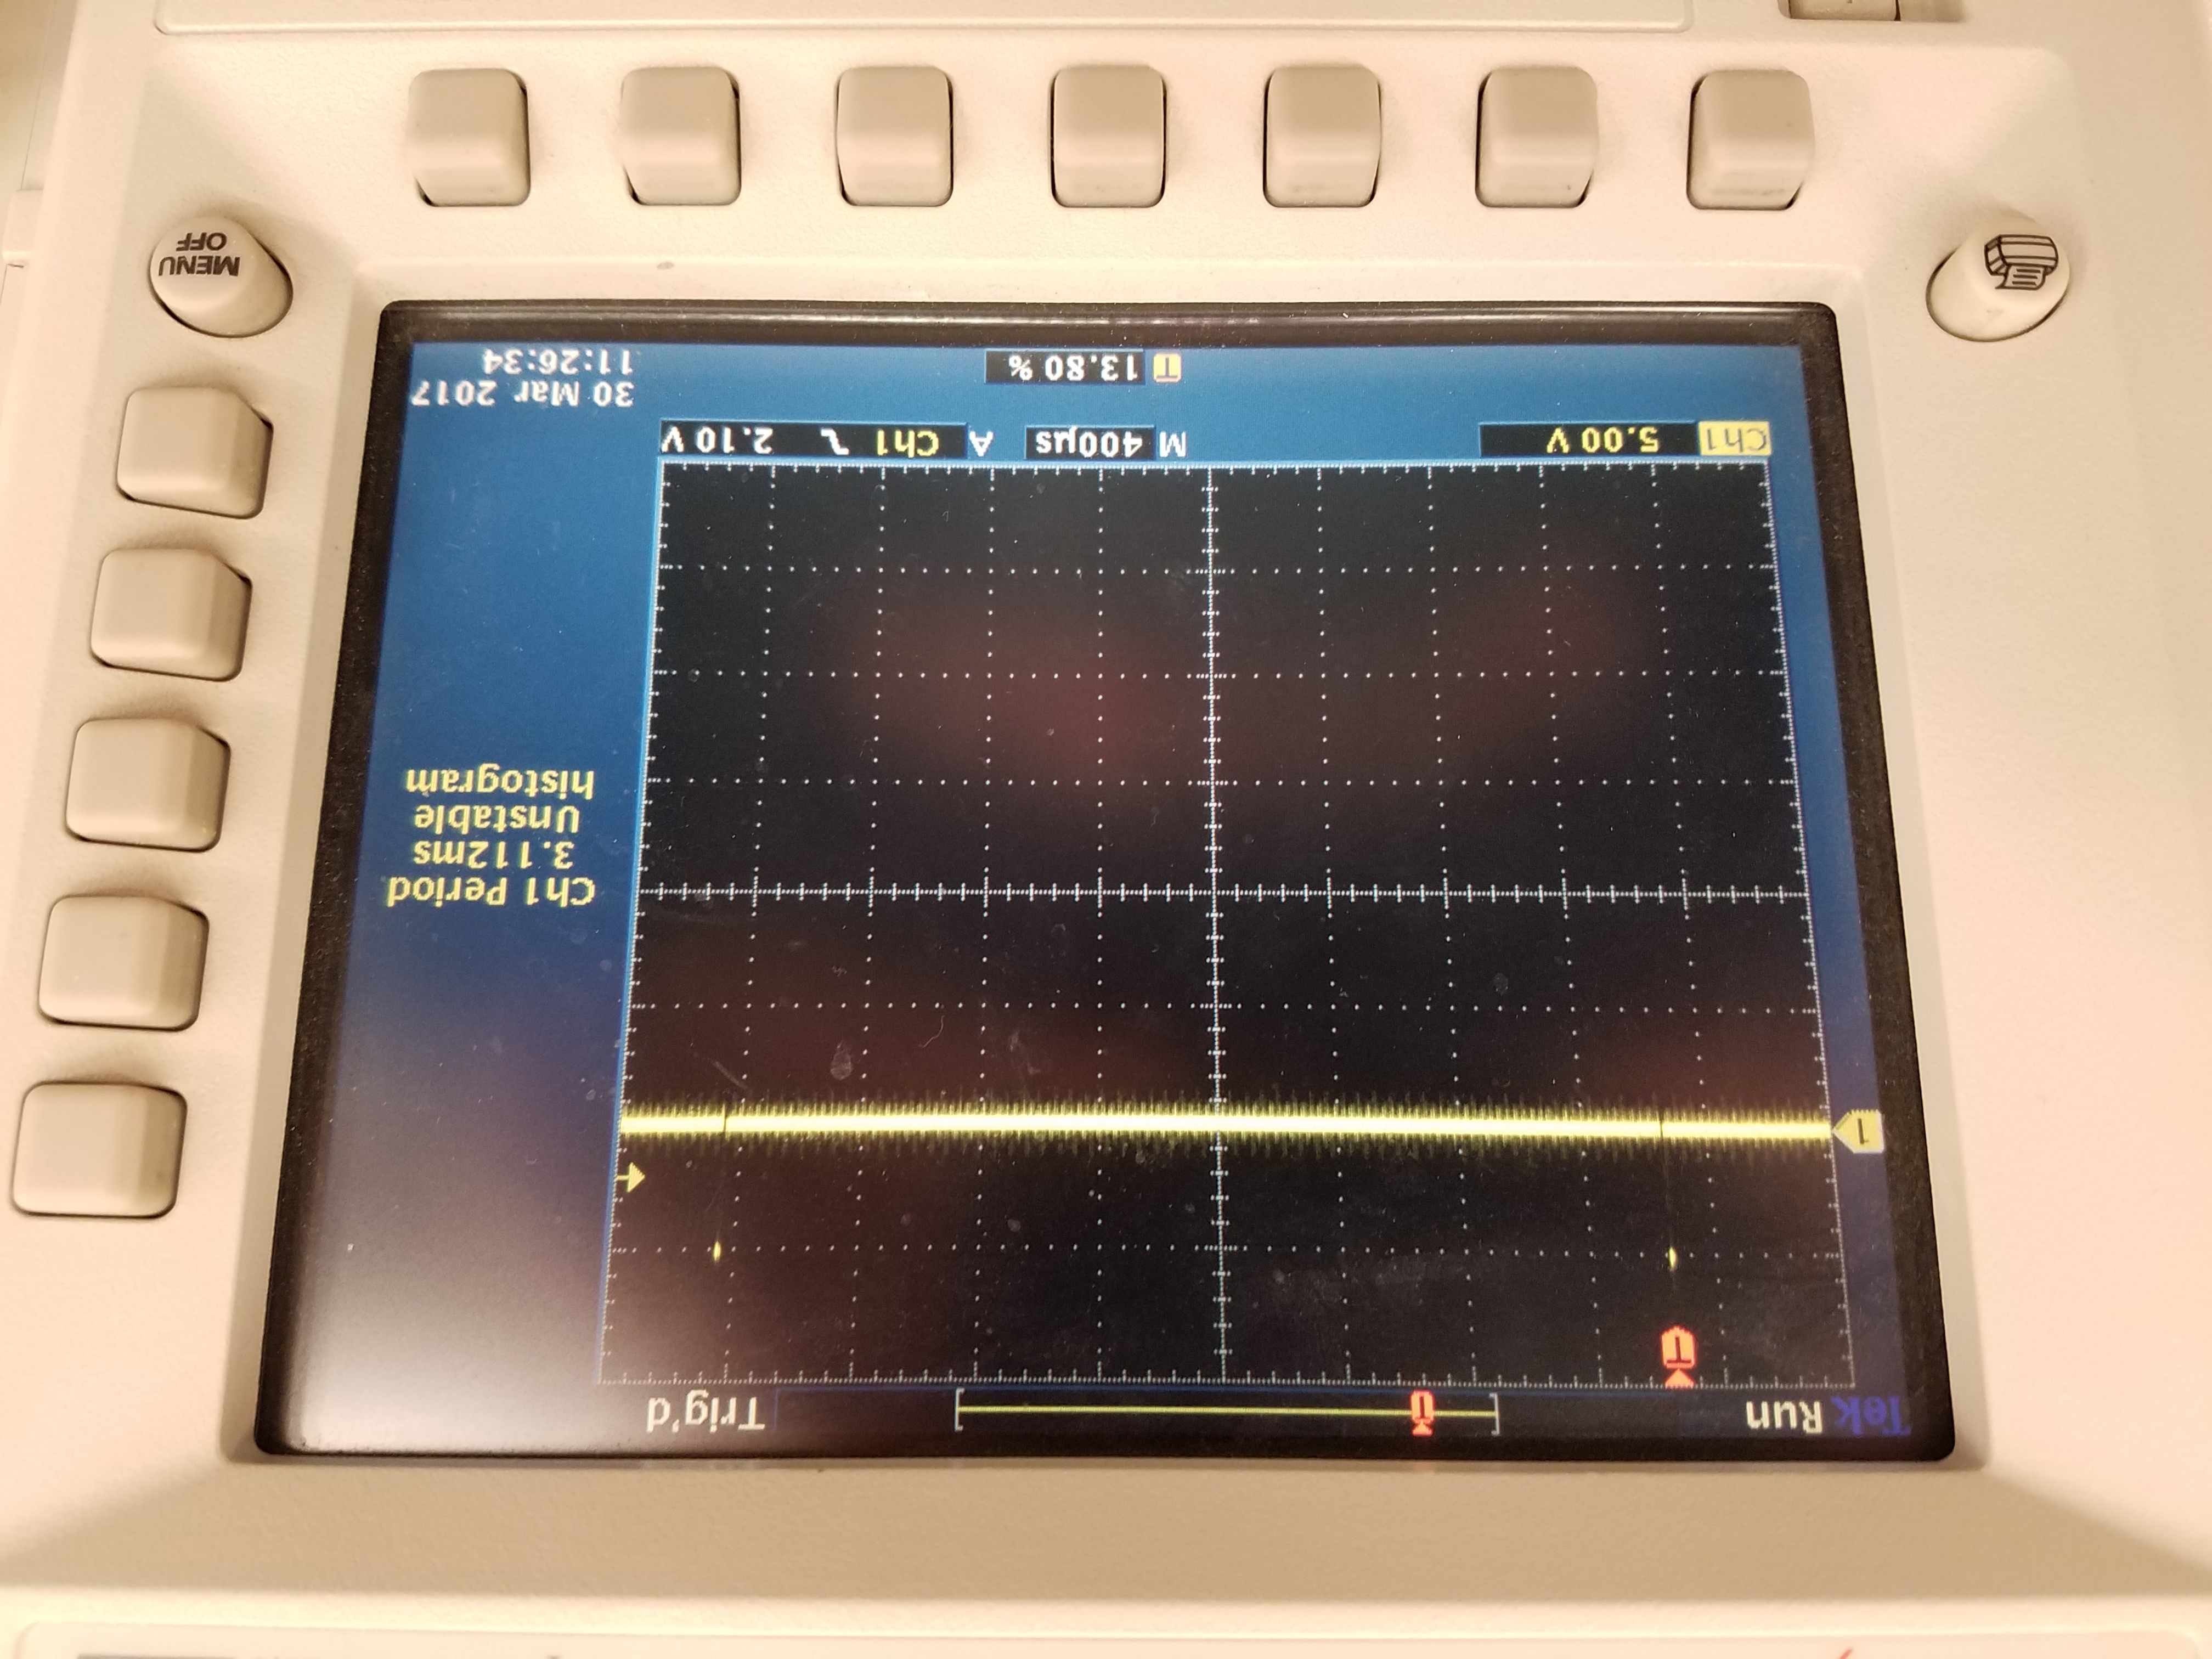 Tek Run Trig'd
T
T
1
Ch1 Period
3.112ms
Unstable
histogram
Ch1 5.00 V M 400µs A Ch1 2.10 V
T 13.80 %
30 Mar 2017
11:26:34
MENU
OFF